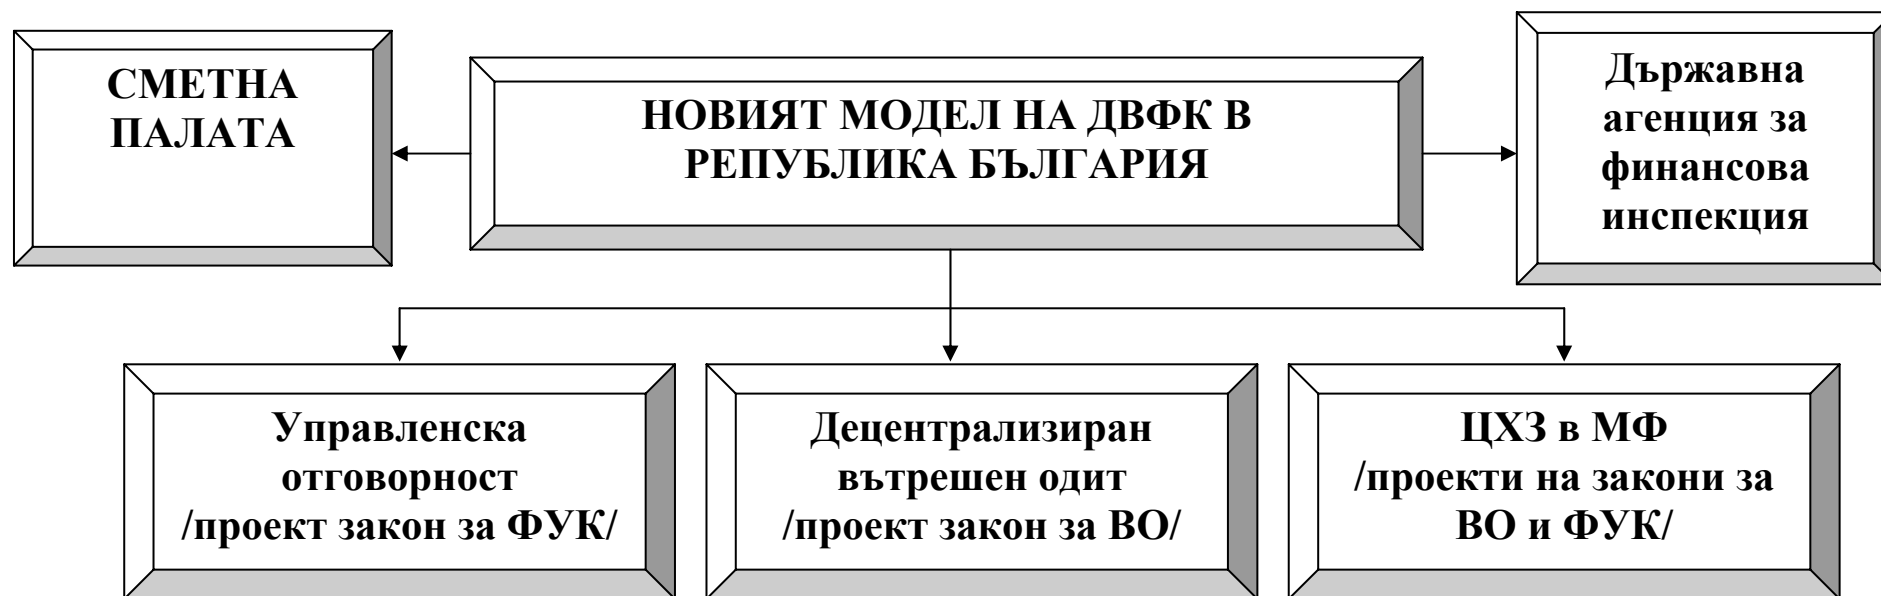 СМЕТНА
ПАЛАТА
НОВИЯТ МОДЕЛ НА ДВФК В
РЕПУБЛИКА БЪЛГАРИЯ
Държавна
агенция за
финансова
инспекция
Управленска
отговорност
/проект закон за ФУК/
Децентрализиран
вътрешен одит
/проект закон за ВО/
ЦХЗ в МФ
/проекти на закони за
ВО и ФУК/